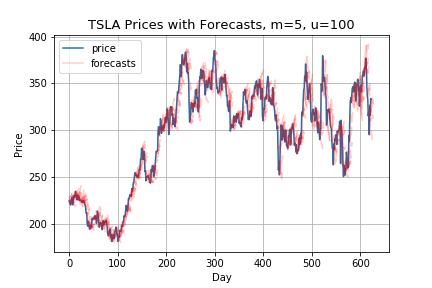 TSLA Prices with Forecasts, m=5, u=100
price
forecasts
400
350
300
250
200
Price
0 100 200 300 400 500 600
Day